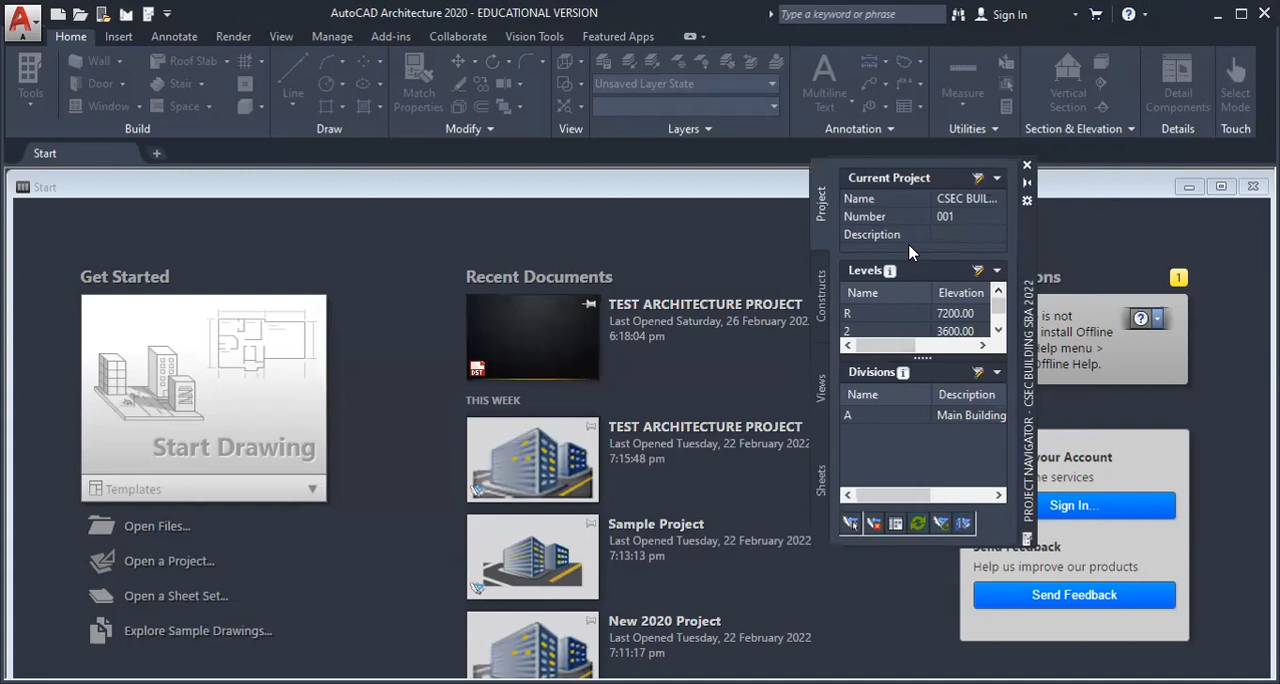 AutoCAD Architecture 2020 - EDUCATIONAL VERSION
Type a keyword or phrase
Sign In
A
Home Insert Annotate Render View Manage Add-ins Collaborate Vision Tools Featured Apps
Tools
Wall
Door
Window
Roof Slab
Stair
Space
Build
Line
Draw
Match
Properties
Modify
View
Unsaved Layer State
Layers
Multiline
Text
Annotation
Measure
Utilities
Vertical
Section
Section & Elevation
Detail
Components
Details
Select
Mode
Touch
Start
Start
Get Started
Start Drawing
Templates
Open Files...
Open a Project...
Open a Sheet Set...
Explore Sample Drawings...
Recent Documents
TEST ARCHITECTURE PROJECT
Last Opened Saturday, 26 February 202
6:18:04 pm
DST
THIS WEEK
TEST ARCHITECTURE PROJECT
Last Opened Tuesday, 22 February 2022
7:15:48 pm
Sample Project
Last Opened Tuesday, 22 February 2022
7:13:13 pm
New 2020 Project
Last Opened Tuesday, 22 February 2022
7:11:17 pm
Project
Constructs
Views
Sheets
Current Project
Name CSEC BUIL...
Number 001
Description
Levels
Name Elevation
R 7200.00
2 3600.00
Divisions
Name Description
A Main Building
PROJECT NAVIGATOR - CSEC BUILDING SBA 2022
ons
1
is not
install Offline
Help menu >
Offline Help.
your Account
ne services
Sign In...
Send Feedback
Help us improve our products
Send Feedback